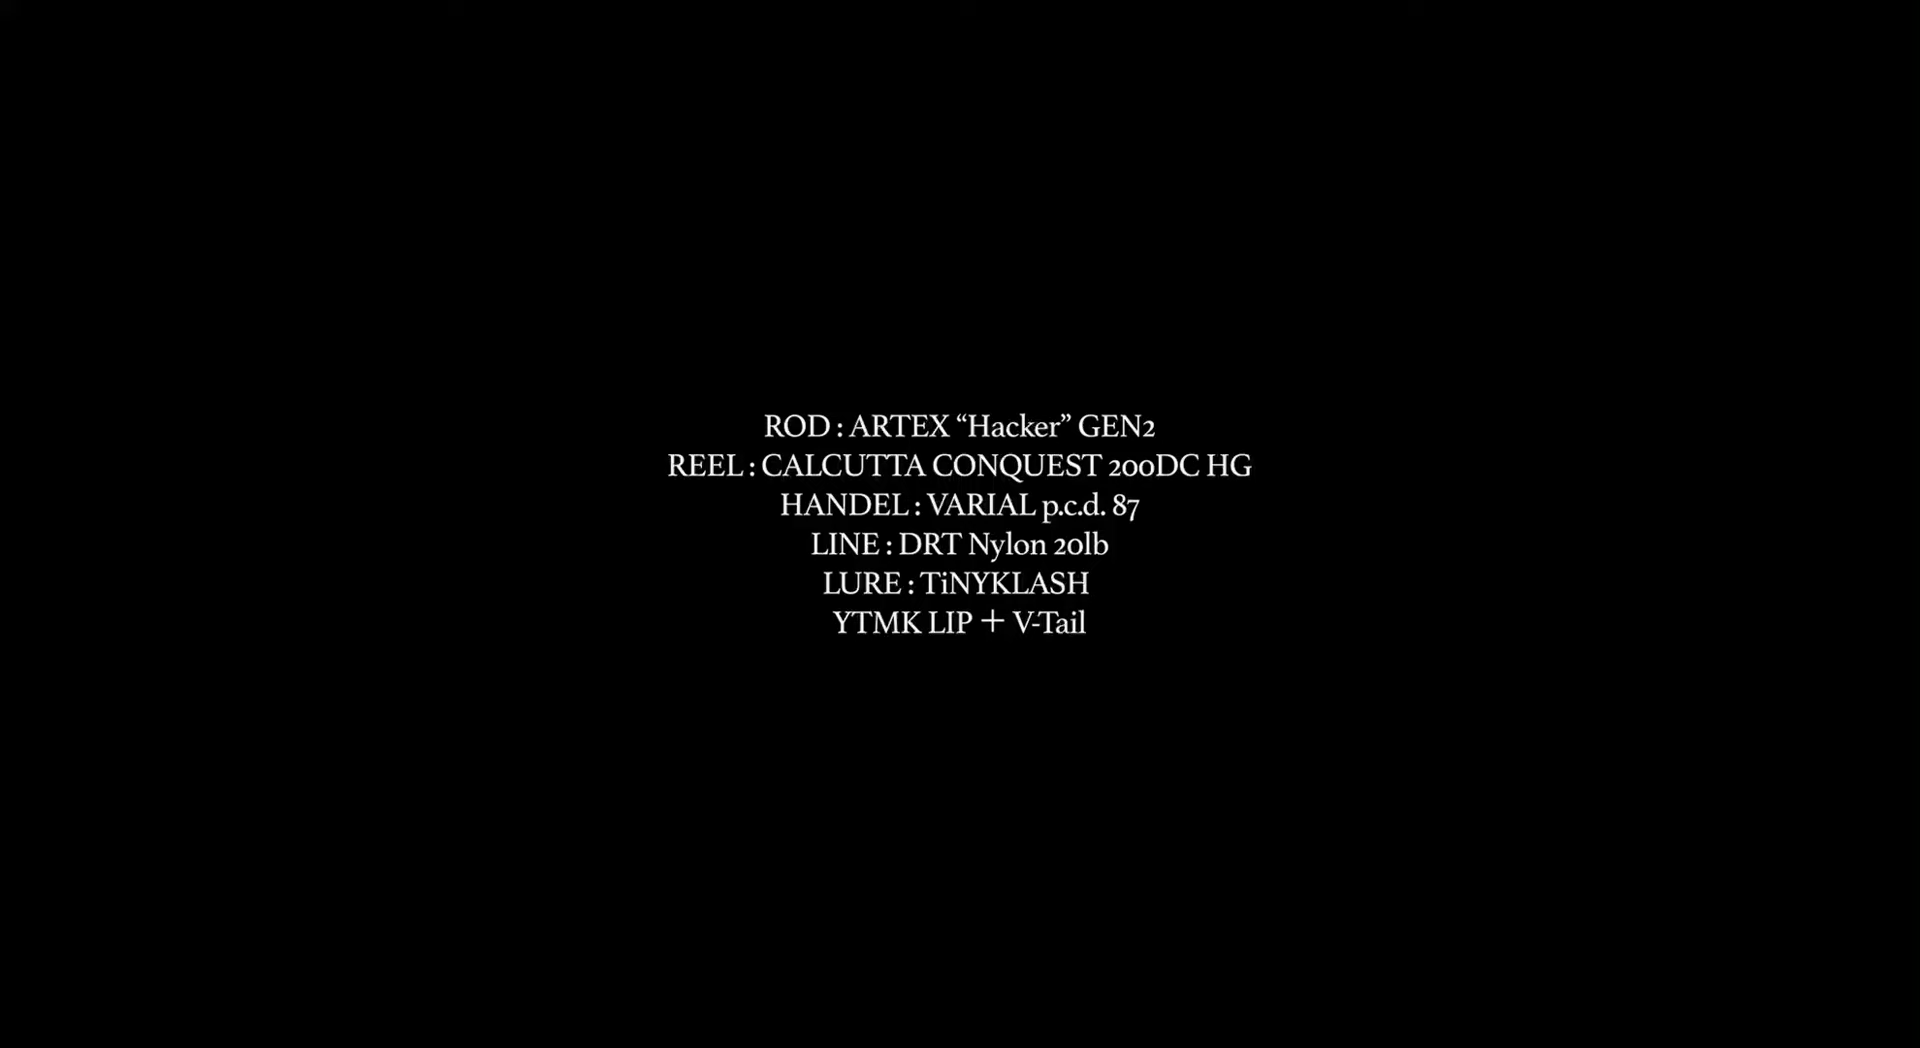 ROD : ARTEX “Hacker” GEN2
REEL : CALCUTTA CONQUEST 200DC HG
HANDEL : VARIAL p.c.d. 87
LINE : DRT Nylon 20lb
LURE : TiNYKLASH
YTMK LIP + V-Tail